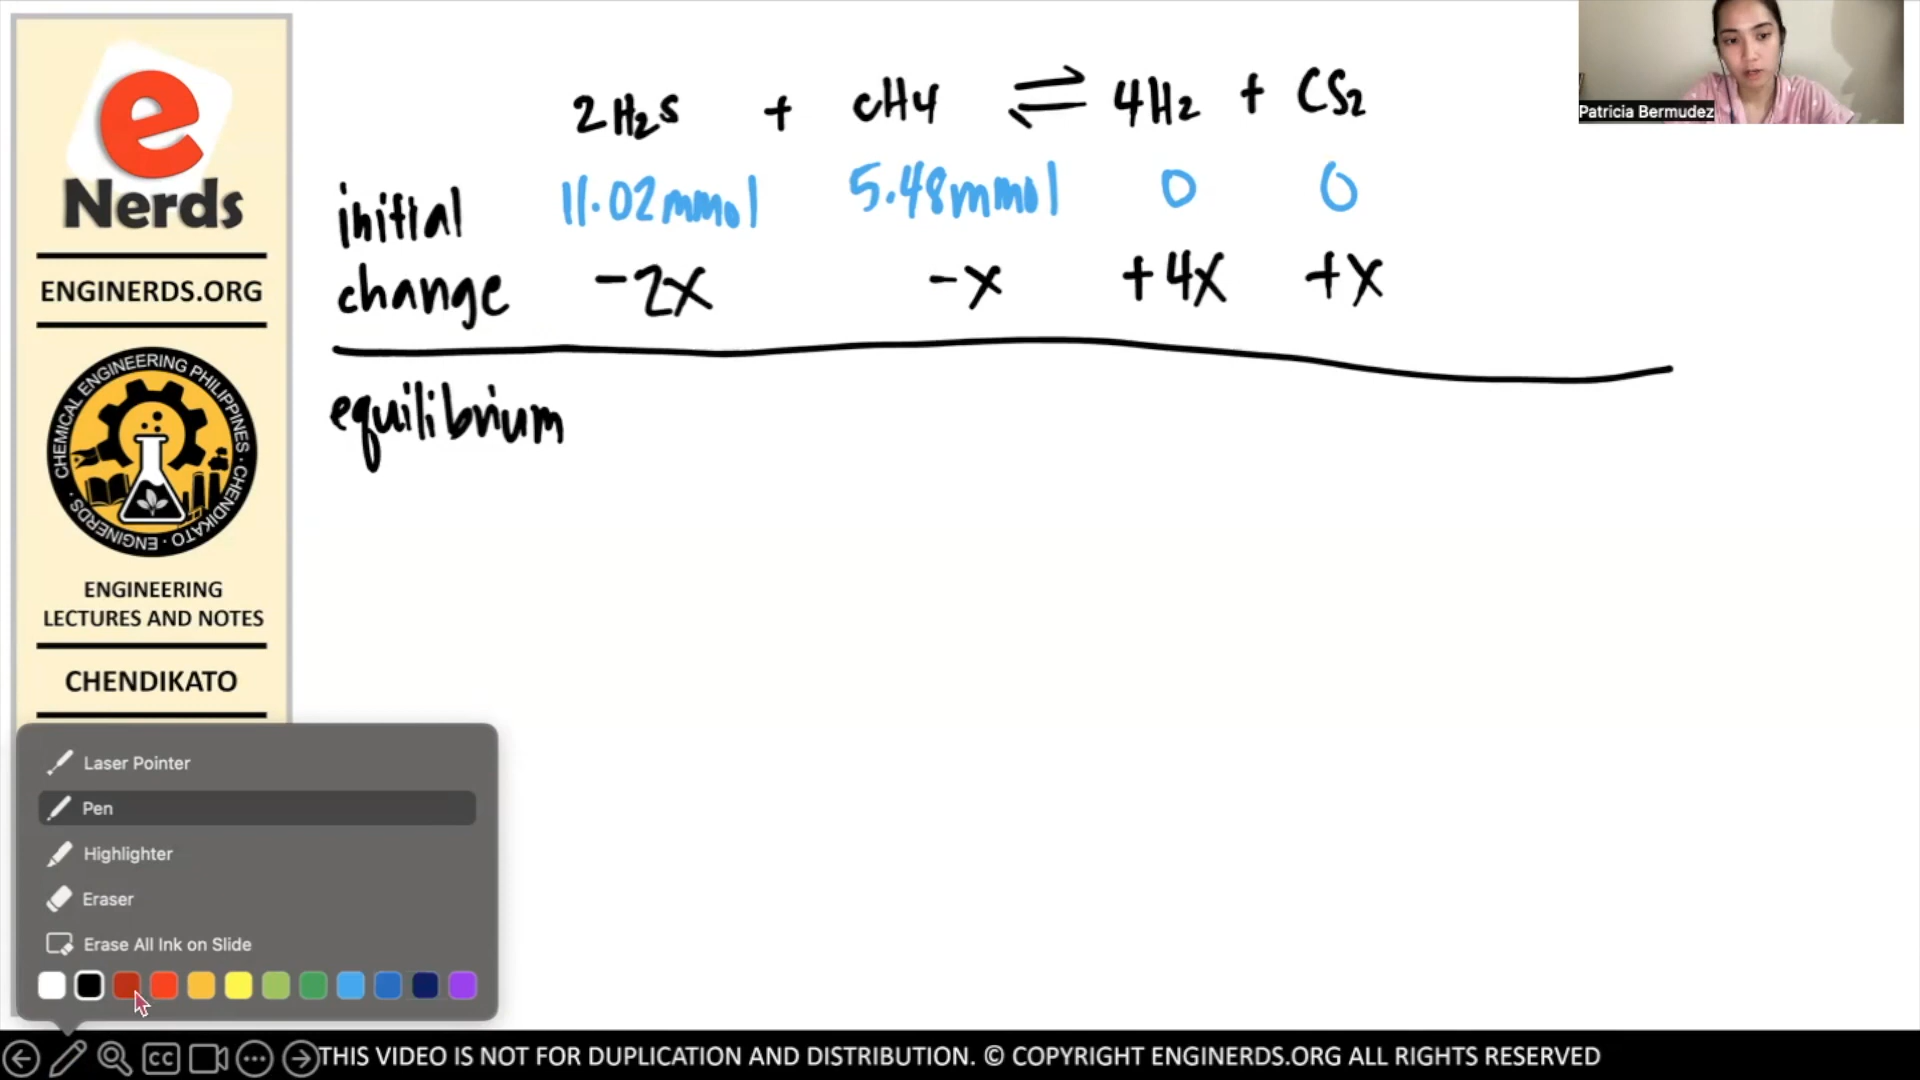 e
Nerds
ENGINERDS.ORG
CHEMICAL ENGINEERING PHILIPPINES · CHENDIKATO · ENGINERDS ·
ENGINEERING
LECTURES AND NOTES
CHENDIKATO
2H2S + CH4 ⇌ 4H2 + CS2
initial 11.02mmol 5.48mmol 0 0
change -2x -x +4x +x
equilibrium
Patricia Bermudez
Laser Pointer
Pen
Highlighter
Eraser
Erase All Ink on Slide
CC
THIS VIDEO IS NOT FOR DUPLICATION AND DISTRIBUTION. © COPYRIGHT ENGINERDS.ORG ALL RIGHTS RESERVED